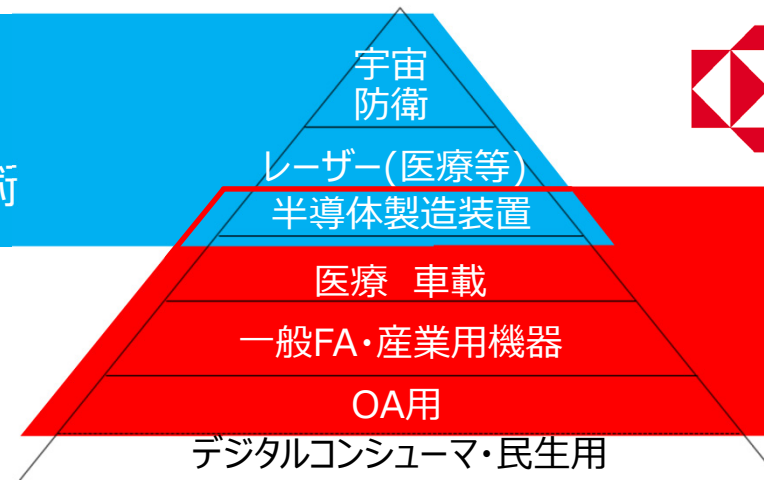 宇宙
防衛
レーザー(医療等)
術
半導体製造装置
医療 車載
一般FA・産業用機器
OA用
デジタルコンシューマ・民生用